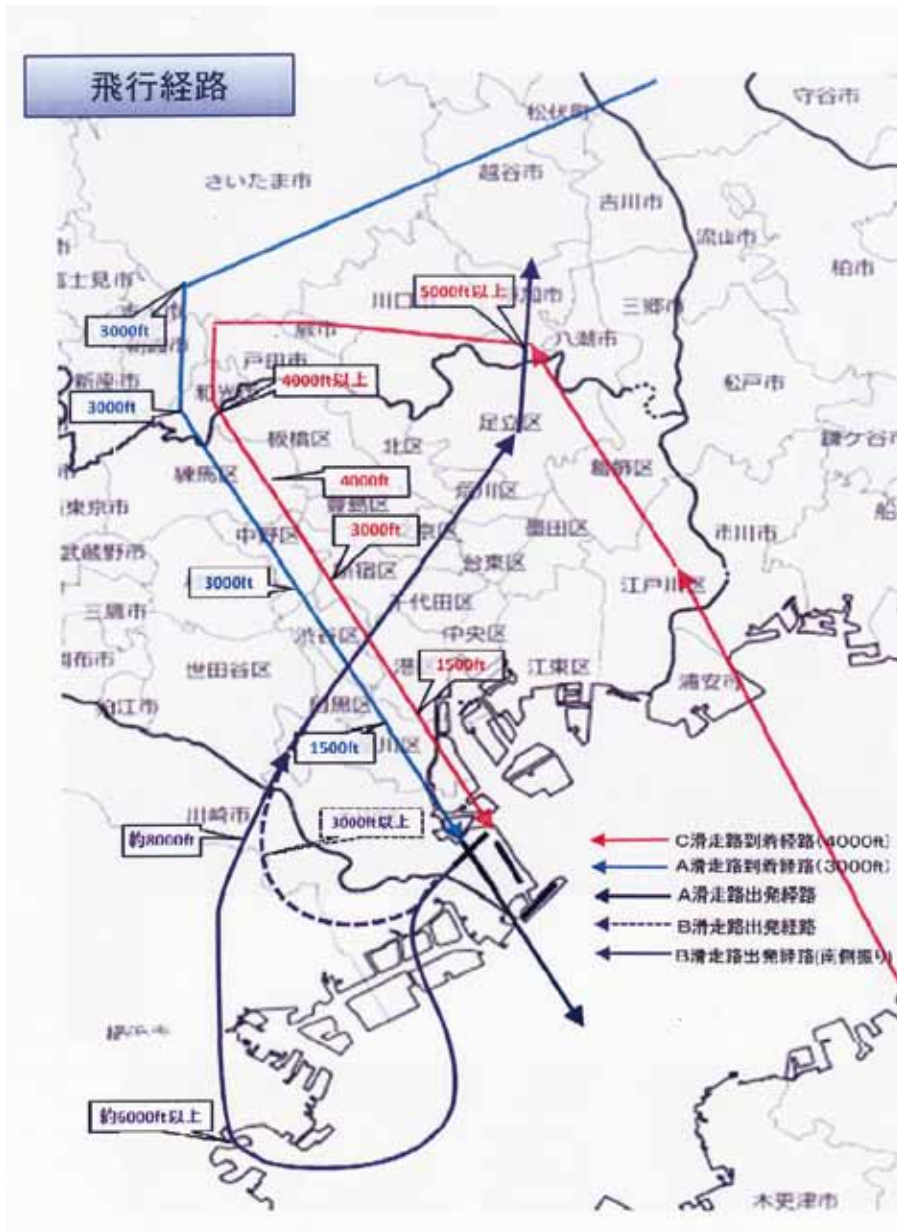 飛行経路
守谷市
松伏町
さいたま市
越谷市
吉川市
流山市
柏市
富士見市
5000ft以上
加市
三郷市
川口
3000ft
蕨市
八潮市
戸田市
新座市
和光
4000ft以上
松戸市
3000ft
足立区
板橋区
北区
鎌ケ谷市
練馬区
葛飾区
4000ft
荒川区
東京市
豊島区
船
3000ft
中野区
京区
墨田区
市川市
武蔵野市
台東区
新宿区
3000ft
江戸川区
千代田区
三鷹市
渋谷区
中央区
世田谷区
港
1500ft
江東区
浦安市
狛江市
目黒区
1500ft
川区
川崎市
3000ft以上
約8000ft
C滑走路到着経路(4000ft)
A滑走路到着経路(3000ft)
A滑走路出発経路
B滑走路出発経路
B滑走路出発経路(南側振り)
横浜市
約6000ft以上
木更津市